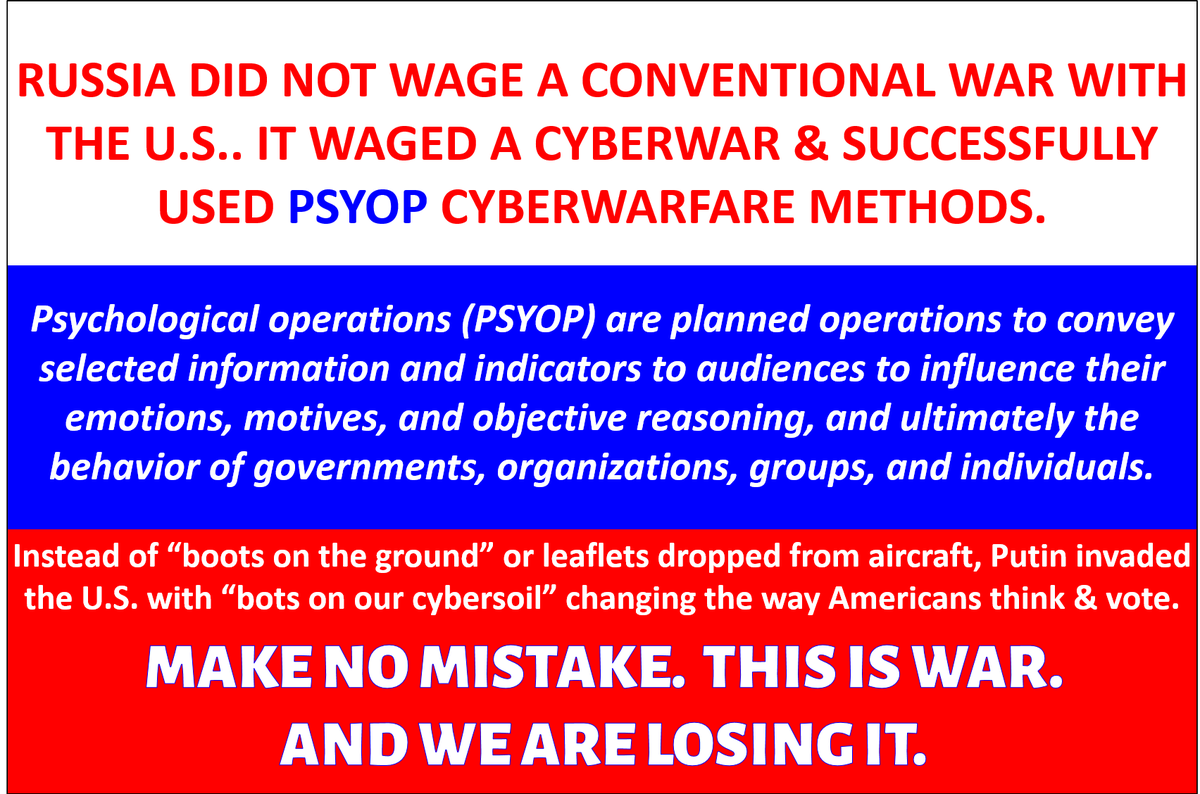 RUSSIA DID NOT WAGE A CONVENTIONAL WAR WITH
THE U.S.. IT WAGED A CYBERWAR & SUCCESSFULLY
USED PSYOP CYBERWARFARE METHODS.
Psychological operations (PSYOP) are planned operations to convey
selected information and indicators to audiences to influence their
emotions, motives, and objective reasoning, and ultimately the
behavior of governments, organizations, groups, and individuals.
Instead of “boots on the ground” or leaflets dropped from aircraft, Putin invaded
the U.S. with “bots on our cybersoil” changing the way Americans think & vote.
MAKE NO MISTAKE. THIS IS WAR.
AND WE ARE LOSING IT.